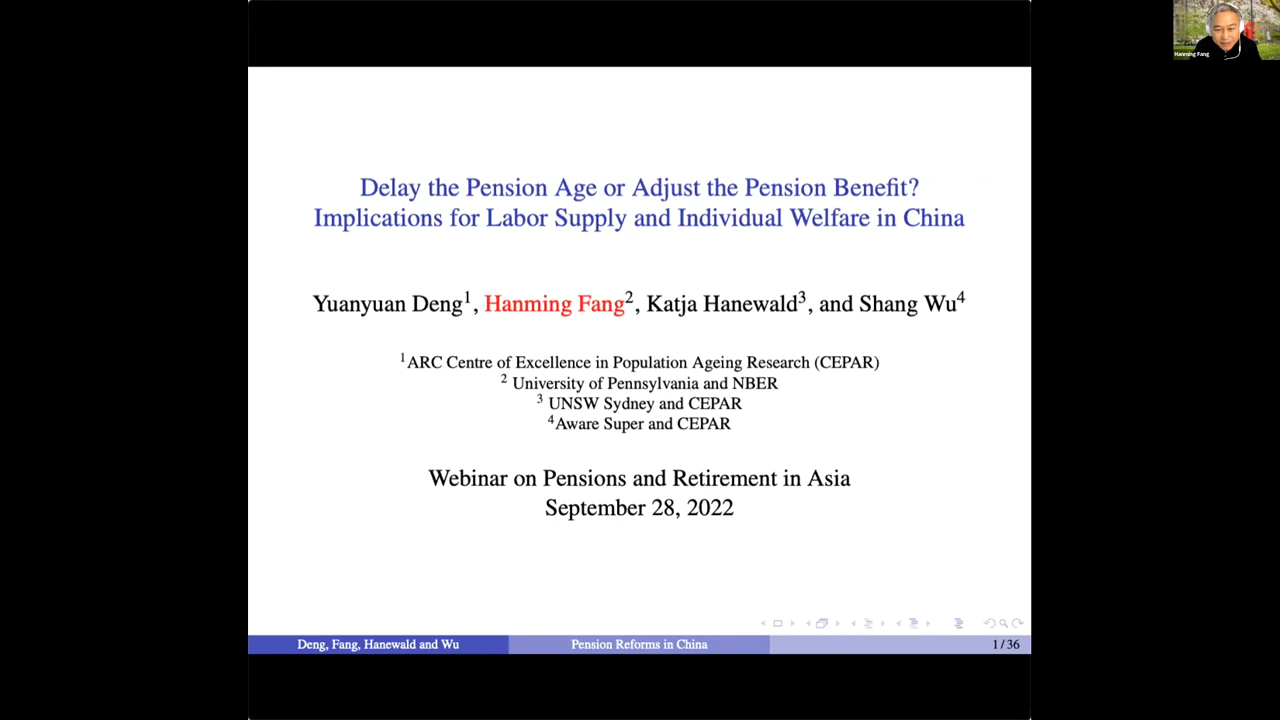 Hanming Fang
Delay the Pension Age or Adjust the Pension Benefit?
Implications for Labor Supply and Individual Welfare in China
Yuanyuan Deng¹, Hanming Fang², Katja Hanewald³, and Shang Wu⁴
¹ARC Centre of Excellence in Population Ageing Research (CEPAR)
² University of Pennsylvania and NBER
³ UNSW Sydney and CEPAR
⁴Aware Super and CEPAR
Webinar on Pensions and Retirement in Asia
September 28, 2022
Deng, Fang, Hanewald and Wu Pension Reforms in China 1 / 36